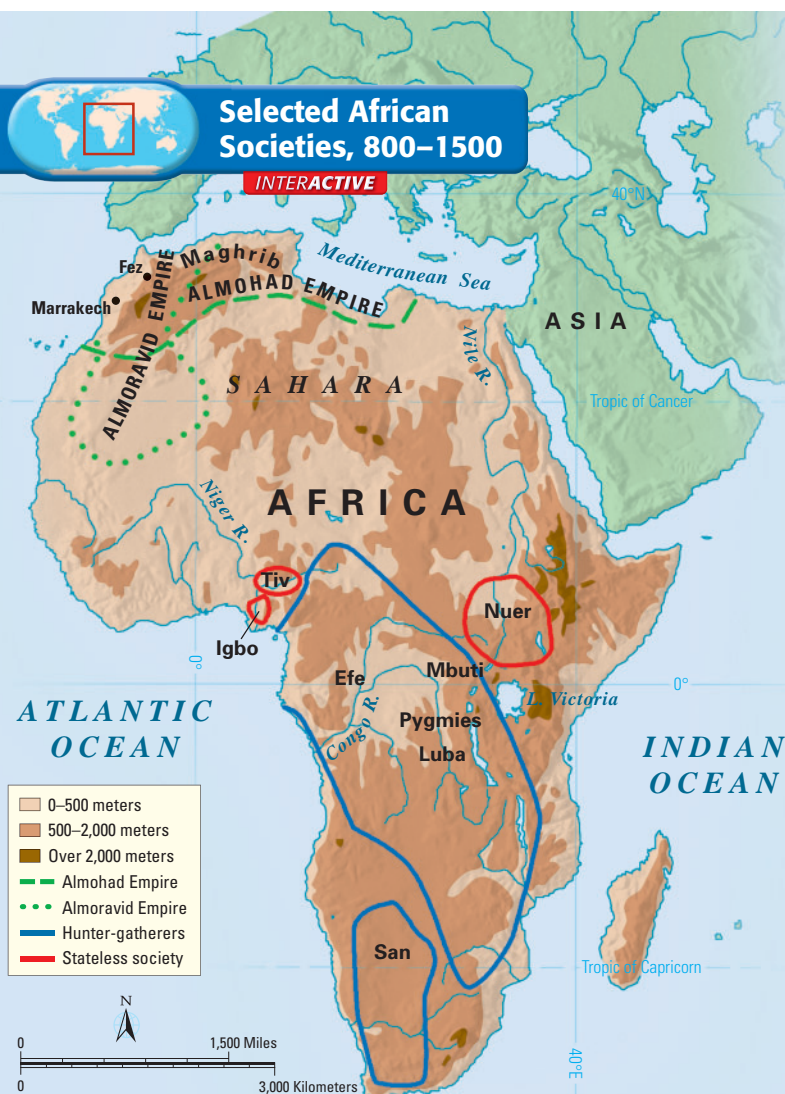 Selected African
Societies, 800–1500
INTERACTIVE
40°N
Mediterranean Sea
Maghrib
Fez
Marrakech
ALMOHAD EMPIRE
ALMORAVID EMPIRE
ASIA
Nile R.
SAHARA
Tropic of Cancer
AFRICA
Niger R.
Tiv
Nuer
Igbo
0°
Efe
Mbuti
0°
L. Victoria
Congo R.
Pygmies
Luba
ATLANTIC
OCEAN
INDIAN
OCEAN
0–500 meters
500–2,000 meters
Over 2,000 meters
Almohad Empire
Almoravid Empire
Hunter-gatherers
Stateless society
San
Tropic of Capricorn
N
0 1,500 Miles
0 3,000 Kilometers
40°E